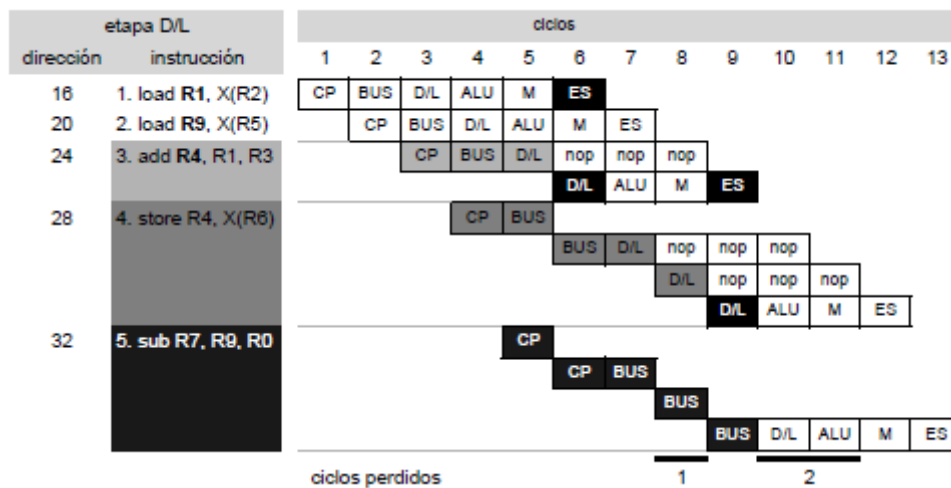 etapa D/L ciclos
dirección instrucción 1 2 3 4 5 6 7 8 9 10 11 12 13
16 1. load R1, X(R2) CP BUS D/L ALU M ES
20 2. load R9, X(R5) CP BUS D/L ALU M ES
24 3. add R4, R1, R3 CP BUS D/L nop nop nop
D/L ALU M ES
28 4. store R4, X(R6) CP BUS
BUS D/L nop nop nop
D/L nop nop nop
D/L ALU M ES
32 5. sub R7, R9, R0 CP
CP BUS
BUS
BUS D/L ALU M ES
ciclos perdidos 1 2